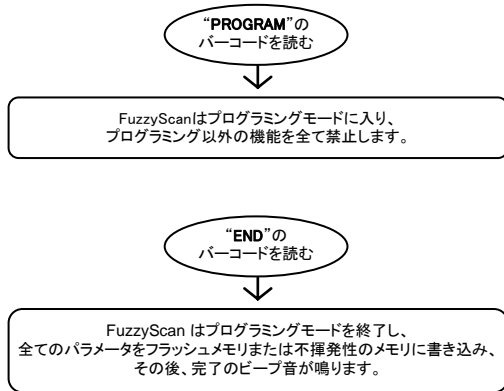 “PROGRAM”の
バーコードを読む
FuzzyScanはプログラミングモードに入り、
プログラミング以外の機能を全て禁止します。
“END”の
バーコードを読む
FuzzyScan はプログラミングモードを終了し、
全てのパラメータをフラッシュメモリまたは不揮発性のメモリに書き込み、
その後、完了のビープ音が鳴ります。